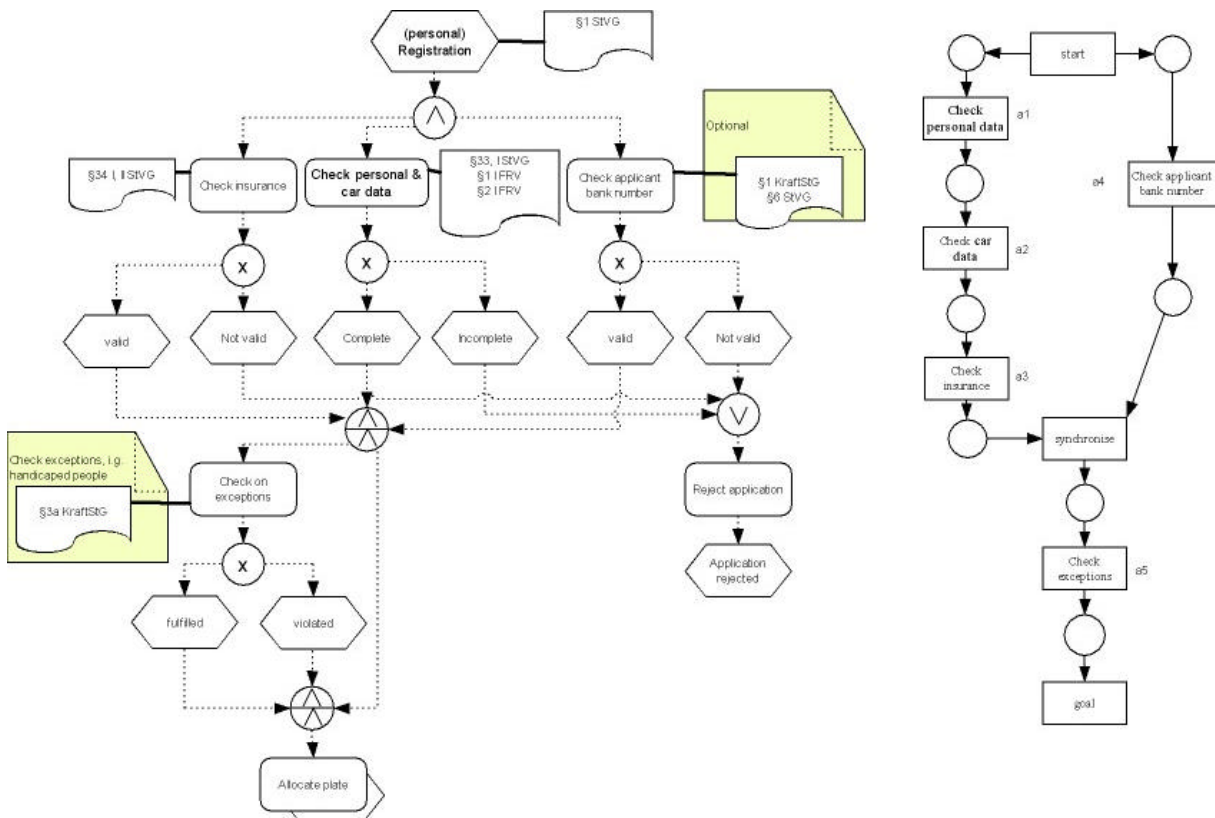 (personal)
Registration
§1 StVG
Optional
§34 I, II StVG
Check insurance
Check personal &
car data
§33, I StVG
§1 IFRV
§2 IFRV
Check applicant
bank number
§1 KraftStG
§6 StVG
x
x
x
valid
Not valid
Complete
Incomplete
valid
Not valid
Check exceptions, i.g.
handicaped people
§3a KraftStG
Check on
exceptions
Reject application
x
Application
rejected
fulfilled
violated
Allocate plate
start
Check
personal data
a1
a4
Check applicant
bank number
Check car
data
a2
Check
insurance
a3
synchronise
Check
exceptions
a5
goal